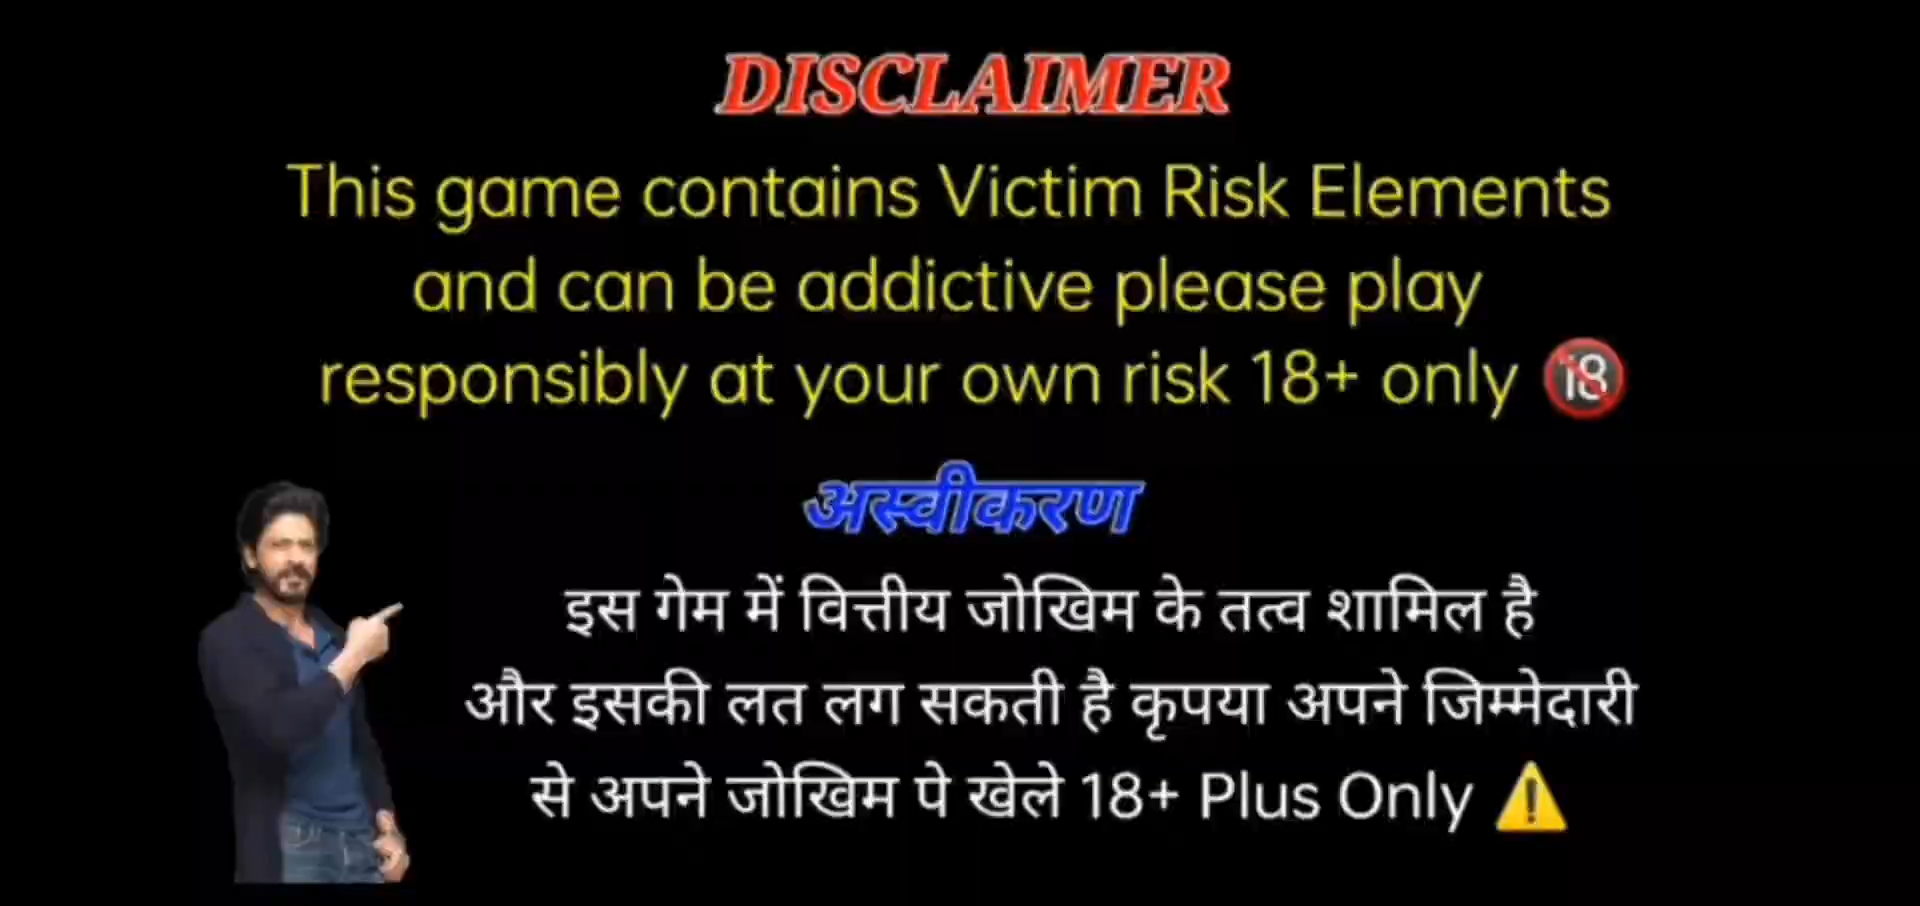 DISCLAIMER
This game contains Victim Risk Elements
and can be addictive please play
responsibly at your own risk 18+ only 🔞
अस्वीकरण
इस गेम में वित्तीय जोखिम के तत्व शामिल है
और इसकी लत लग सकती है कृपया अपने जिम्मेदारी
से अपने जोखिम पे खेले 18+ Plus Only ⚠️